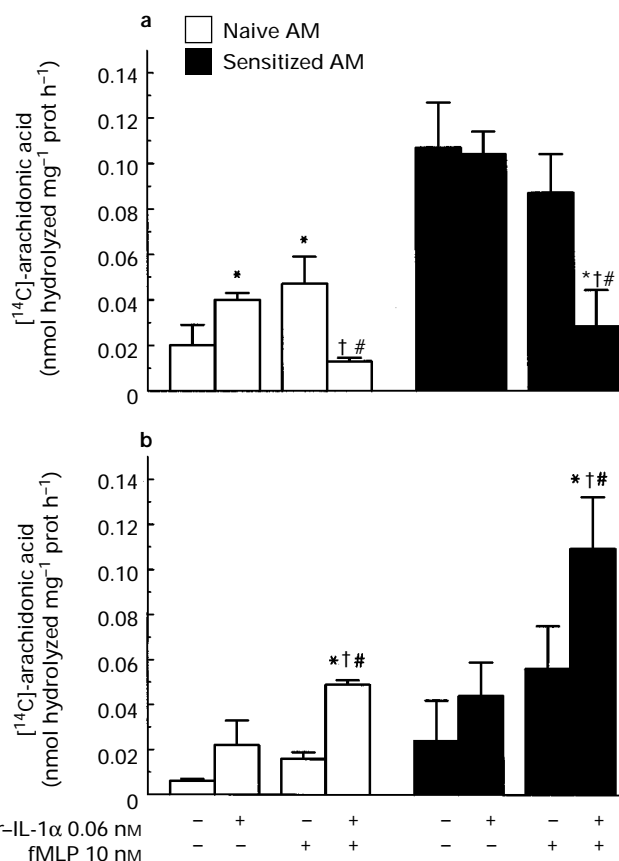 a
Naive AM
Sensitized AM
[¹⁴C]-arachidonic acid
(nmol hydrolyzed mg⁻¹ prot h⁻¹)
0.14
0.12
0.10
0.08
0.06
0.04
0.02
0
*
*
† #
*†#
b
[¹⁴C]-arachidonic acid
(nmol hydrolyzed mg⁻¹ prot h⁻¹)
0.14
0.12
0.10
0.08
0.06
0.04
0.02
0
*†#
*†#
r–IL-1α 0.06 nM – + – + – + – +
fMLP 10 nM – – + + – – + +